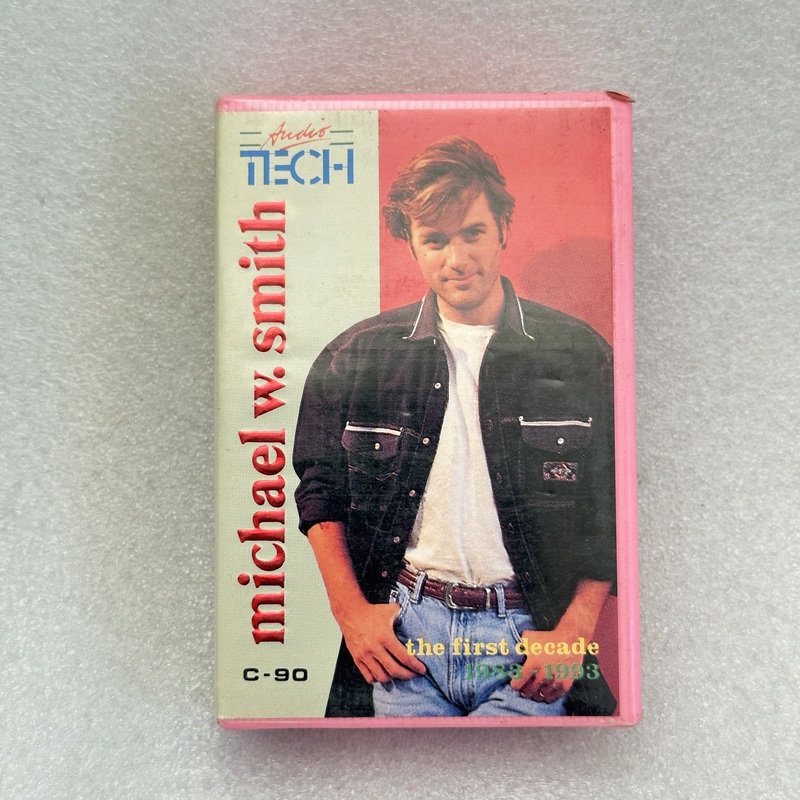 Audio
TECH
michael w. smith
C-90
the first decade
1983-1993